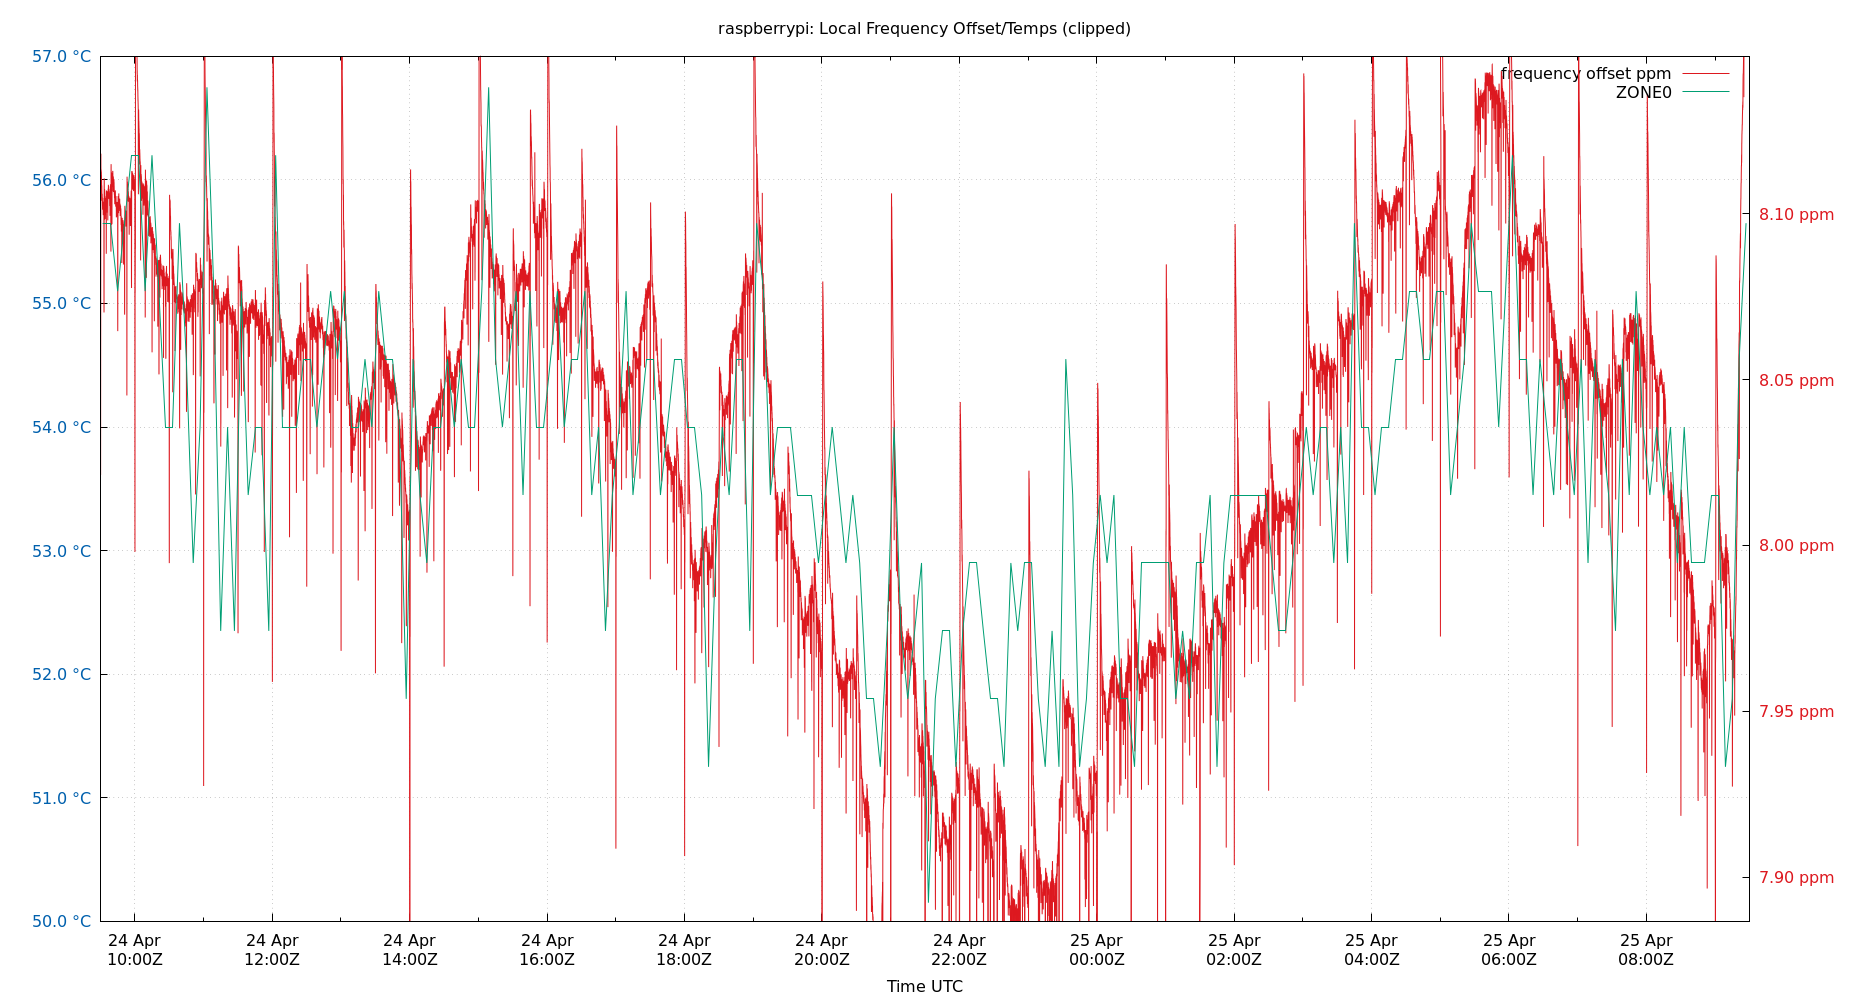 raspberrypi: Local Frequency Offset/Temps (clipped)
57.0 °C
56.0 °C
55.0 °C
54.0 °C
53.0 °C
52.0 °C
51.0 °C
50.0 °C
frequency offset ppm
ZONE0
8.10 ppm
8.05 ppm
8.00 ppm
7.95 ppm
7.90 ppm
24 Apr 24 Apr 24 Apr 24 Apr 24 Apr 24 Apr 24 Apr 25 Apr 25 Apr 25 Apr 25 Apr 25 Apr
10:00Z 12:00Z 14:00Z 16:00Z 18:00Z 20:00Z 22:00Z 00:00Z 02:00Z 04:00Z 06:00Z 08:00Z
Time UTC